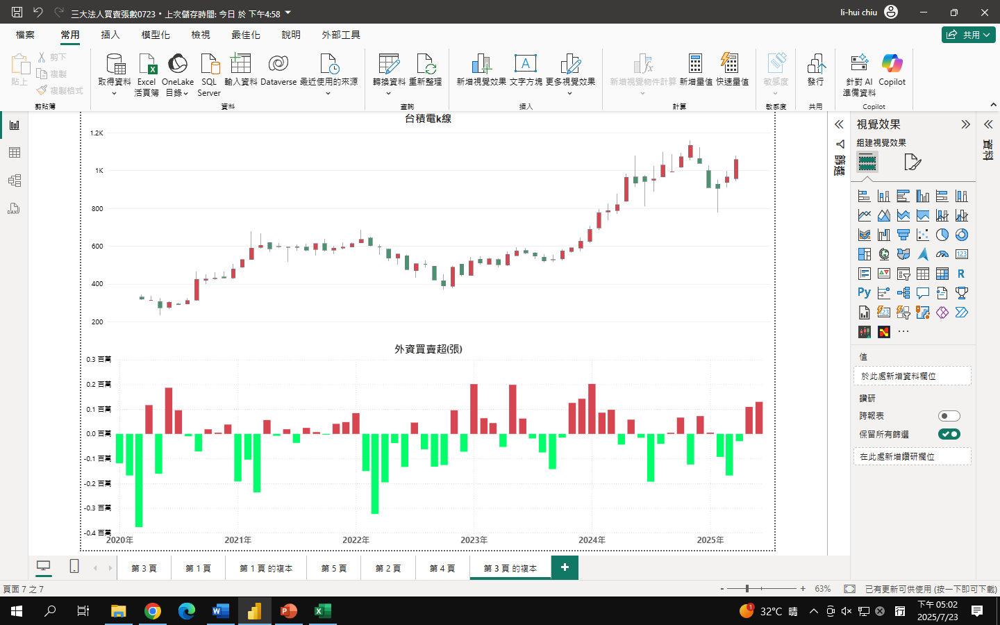 三大法人買賣張數0723 • 上次儲存時間: 今日 於 下午4:58
li-hui chiu
檔案 常用 插入 模型化 檢視 最佳化 說明 外部工具
共用
貼上
剪下
複製
複製格式
剪貼簿
取得資料
Excel 活頁簿
OneLake 目錄
SQL Server
輸入資料
Dataverse
最近使用的來源
資料
轉換資料
重新整理
查詢
新增視覺效果
文字方塊
更多視覺效果
插入
新增視覺物件計算
新增量值
快速量值
計算
敏感度
敏感度
發行
共用
針對 AI 準備資料
Copilot
Copilot
台積電k線
1.2K
1K
800
600
400
200
外資買賣超(張)
0.3 百萬
0.2 百萬
0.1 百萬
0.0 百萬
-0.1 百萬
-0.2 百萬
-0.3 百萬
-0.4 百萬
2020年 2021年 2022年 2023年 2024年 2025年
篩選
視覺效果
組建視覺效果
值
於此處新增資料欄位
鑽研
跨報表
保留所有篩選
在此處新增鑽研欄位
資料
第 3 頁 第 1 頁 第 1 頁 的複本 第 5 頁 第 2 頁 第 4 頁 第 3 頁 的複本
頁面 7 之 7
63%
已有更新可供使用 (按一下即可下載)
32°C 晴
行
下午 05:02
2025/7/23